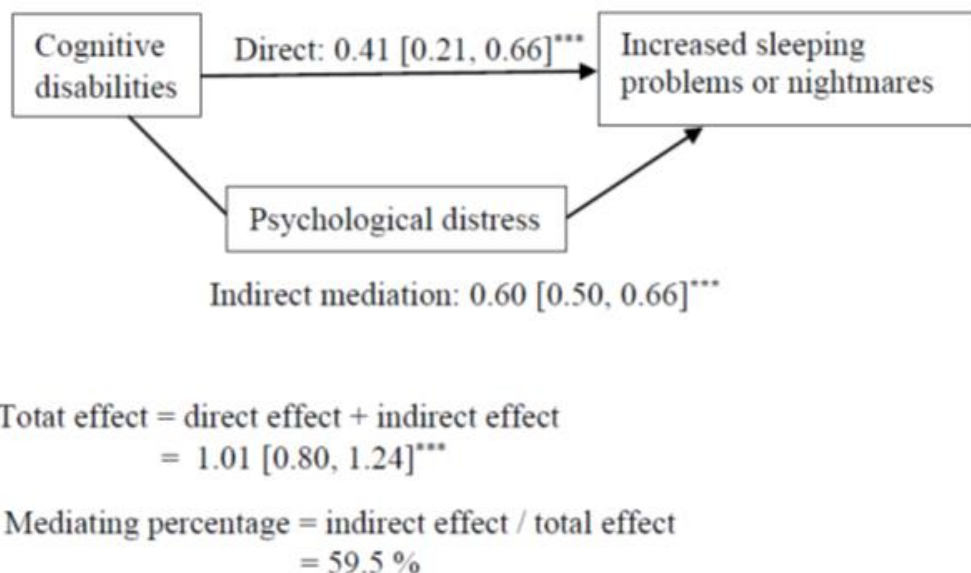 Cognitive
disabilities
Direct: 0.41 [0.21, 0.66]***
Increased sleeping
problems or nightmares
Psychological distress
Indirect mediation: 0.60 [0.50, 0.66]***
Totat effect = direct effect + indirect effect
= 1.01 [0.80, 1.24]***
Mediating percentage = indirect effect / total effect
= 59.5 %